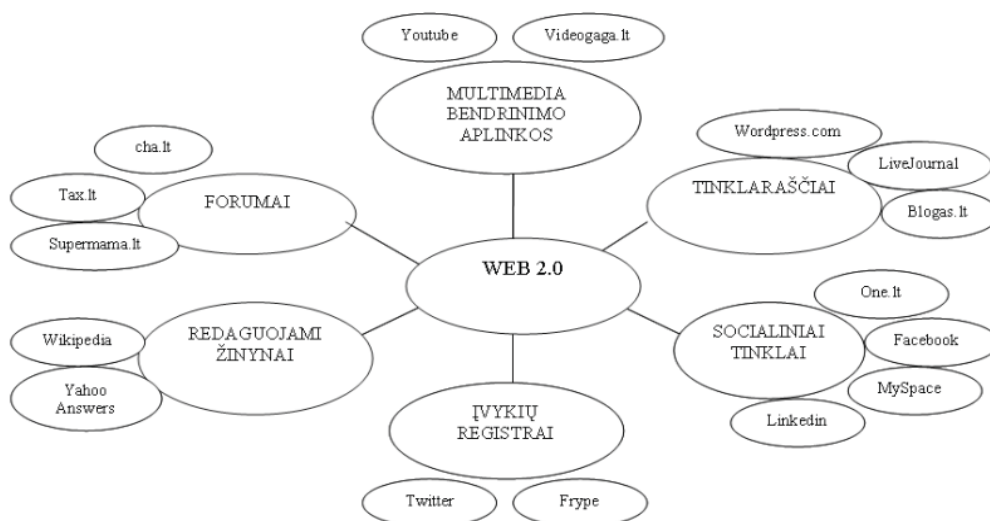 Youtube
Videogaga.lt
MULTIMEDIA
BENDRINIMO
APLINKOS
Wordpress.com
LiveJournal
TINKLARAŠČIAI
Blogas.lt
cha.lt
Tax.lt
FORUMAI
Supermama.lt
WEB 2.0
One.lt
SOCIALINIAI
TINKLAI
Facebook
MySpace
Linkedin
Wikipedia
REDAGUOJAMI
ŽINYNAI
Yahoo
Answers
ĮVYKIŲ
REGISTRAI
Twitter
Frype